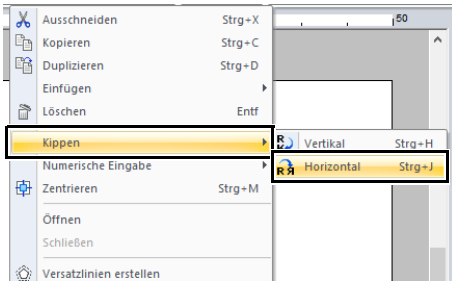 50
Ausschneiden Strg+X
Kopieren Strg+C
Duplizieren Strg+D
Einfügen
Löschen Entf
Kippen
Vertikal Strg+H
Numerische Eingabe
Horizontal Strg+J
Zentrieren Strg+M
Öffnen
Schließen
Versatzlinien erstellen